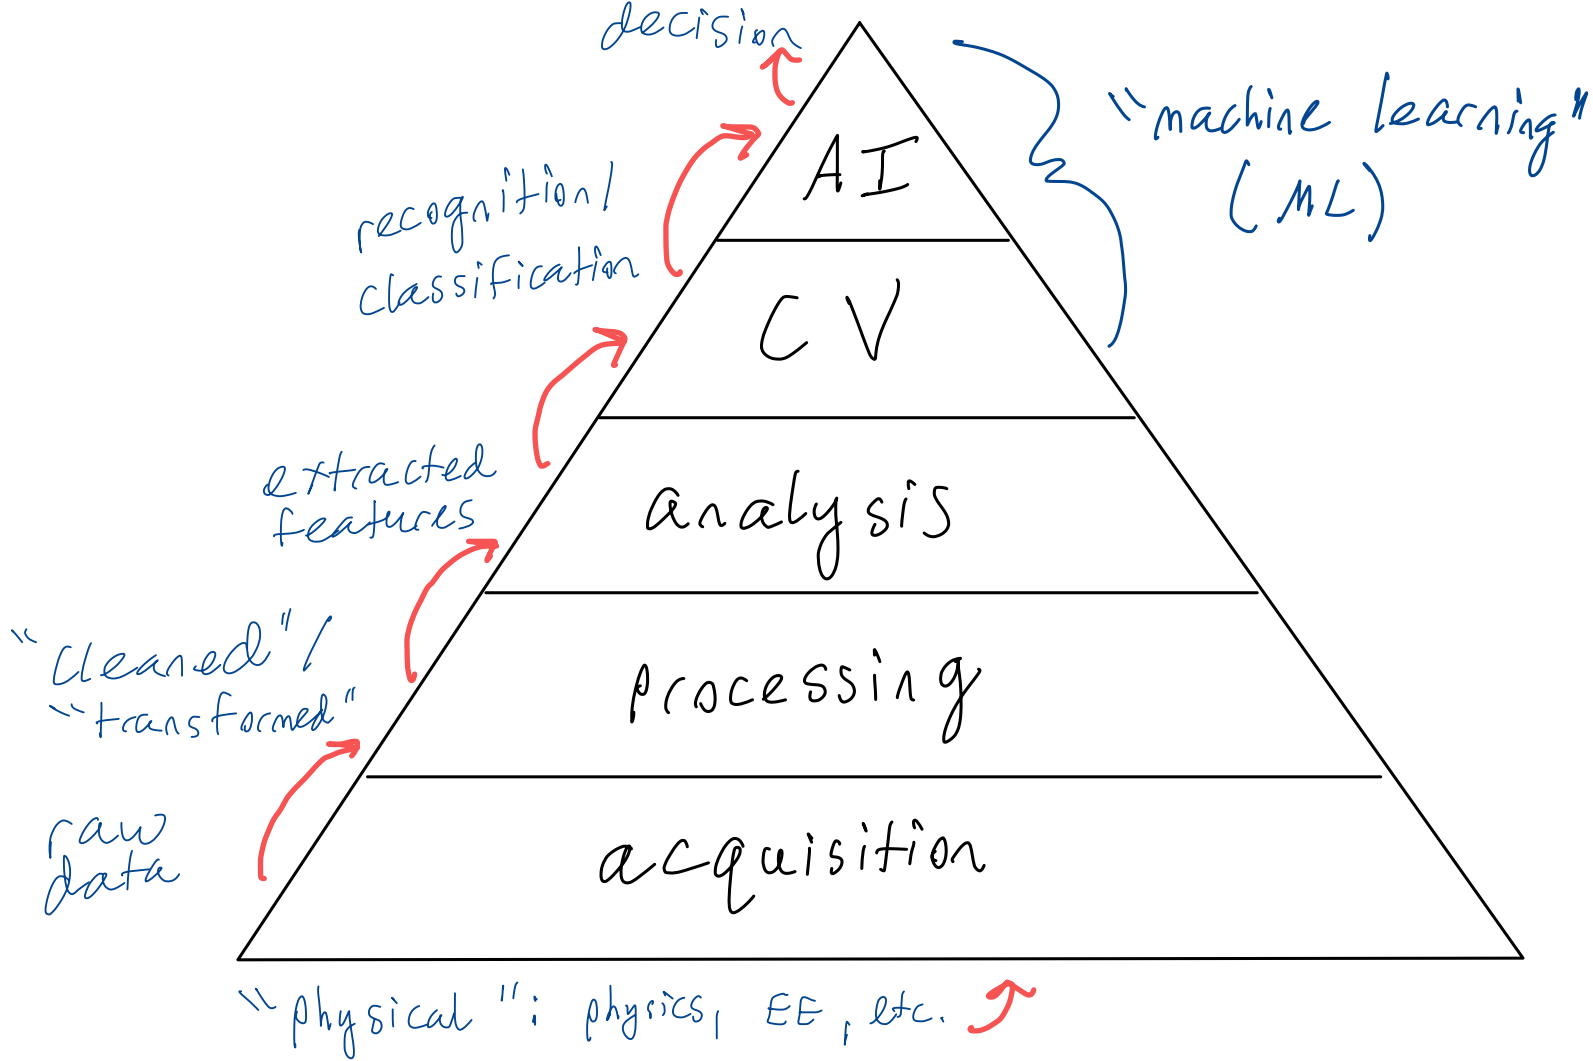 decision
"machine learning"
(ML)
AI
recognition/
classification
CV
extracted
features
analysis
"cleaned"/
"transformed"
processing
raw
data
acquisition
"physical": physics, EE, etc.